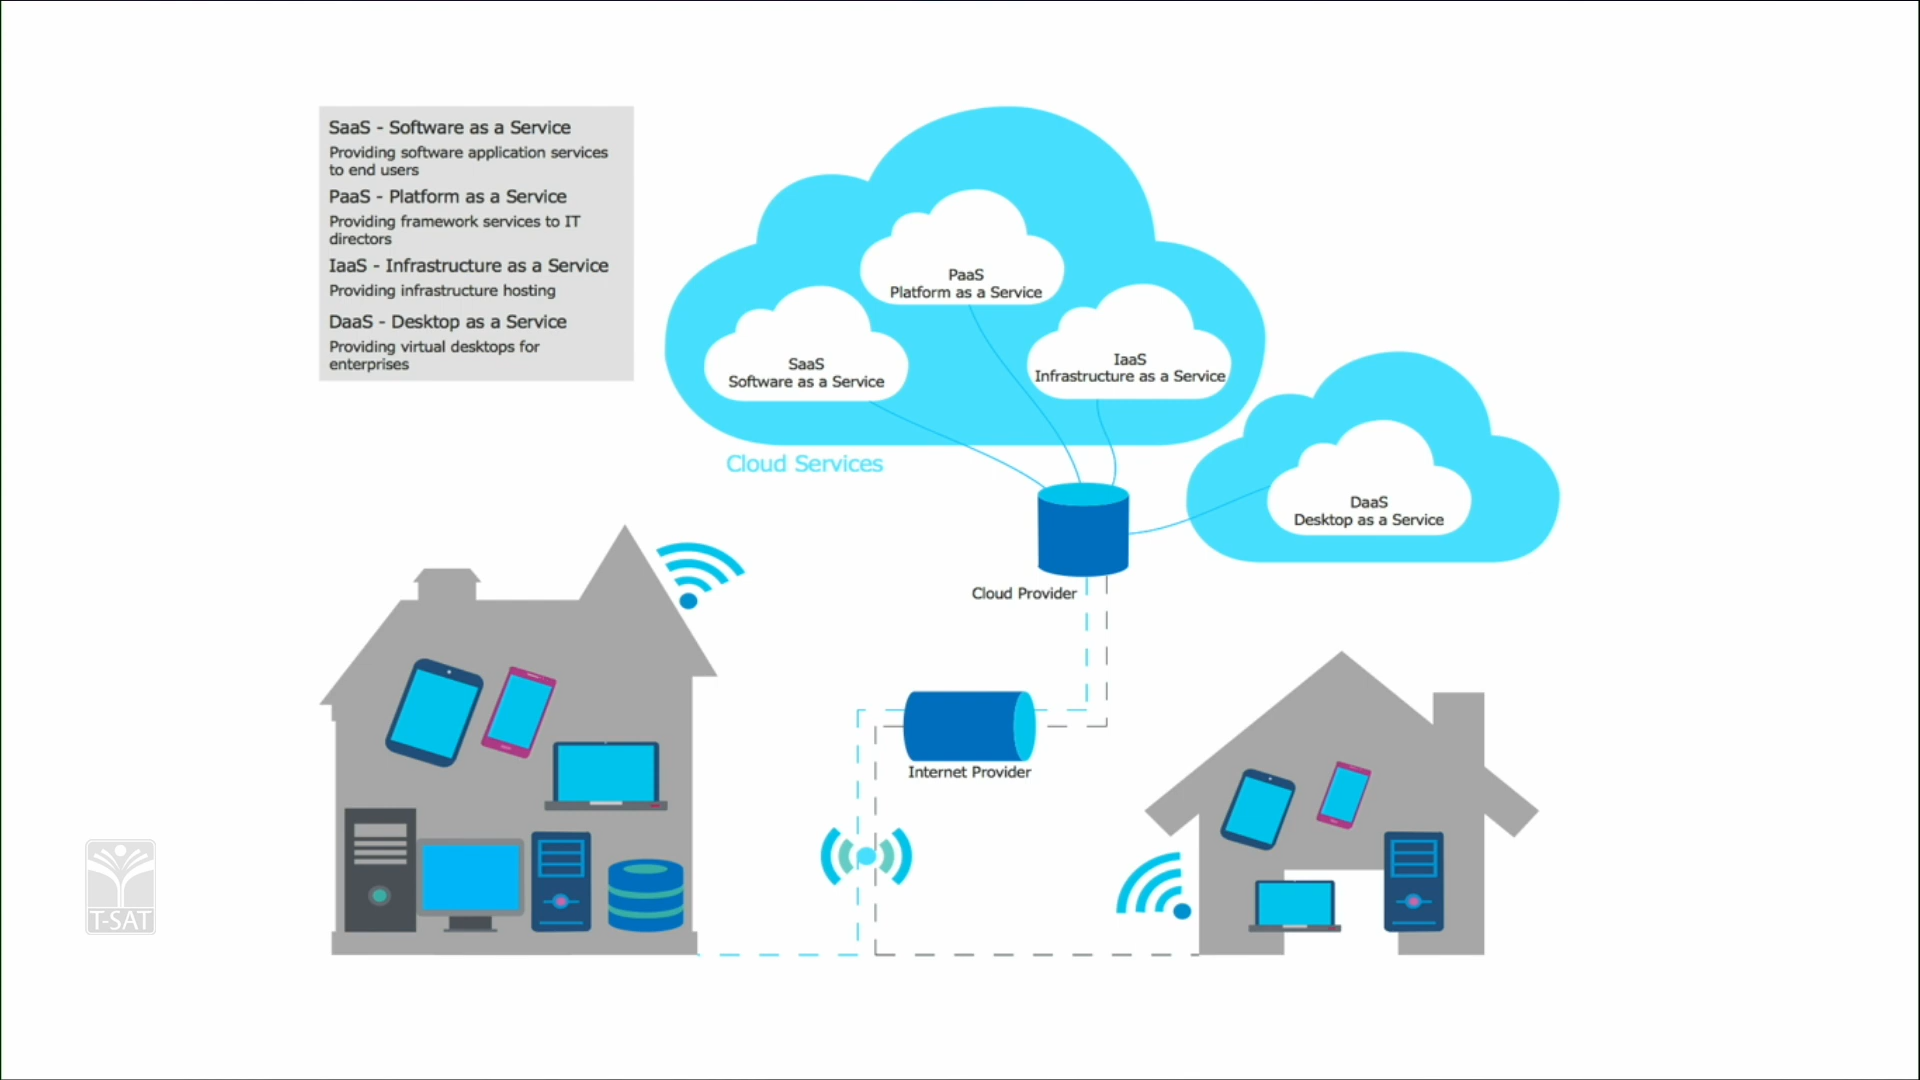 SaaS - Software as a Service
Providing software application services
to end users
PaaS - Platform as a Service
Providing framework services to IT
directors
IaaS - Infrastructure as a Service
Providing infrastructure hosting
DaaS - Desktop as a Service
Providing virtual desktops for
enterprises
PaaS
Platform as a Service
SaaS
Software as a Service
IaaS
Infrastructure as a Service
Cloud Services
DaaS
Desktop as a Service
Cloud Provider
Internet Provider
T-SAT